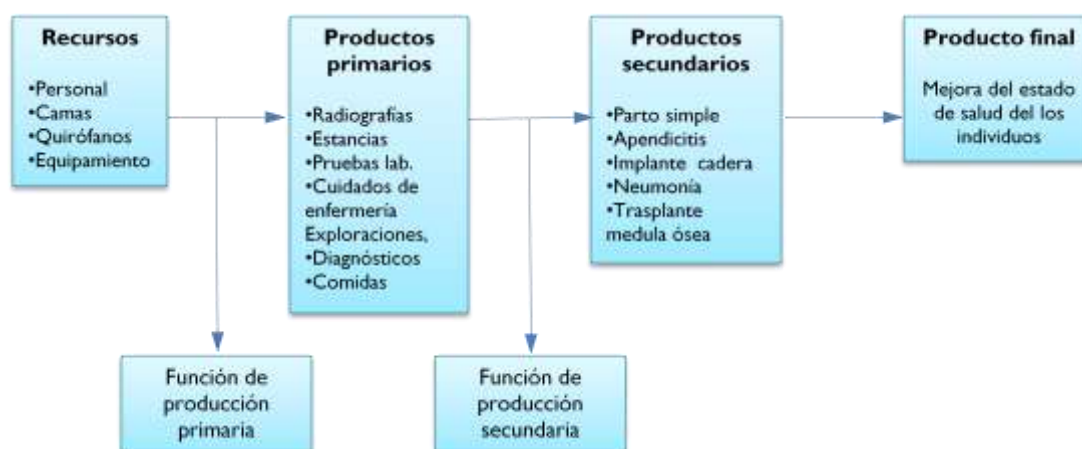 Recursos
•Personal
•Camas
•Quirófanos
•Equipamiento
Productos
primarios
•Radiografías
•Estancias
•Pruebas lab.
•Cuidados de
enfermería
Exploraciones,
•Diagnósticos
•Comidas
Productos
secundarios
•Parto simple
•Apendicitis
•Implante cadera
•Neumonía
•Trasplante
medula ósea
Producto final
Mejora del estado
de salud del los
individuos
Función de
producción
primaria
Función de
producción
secundaria